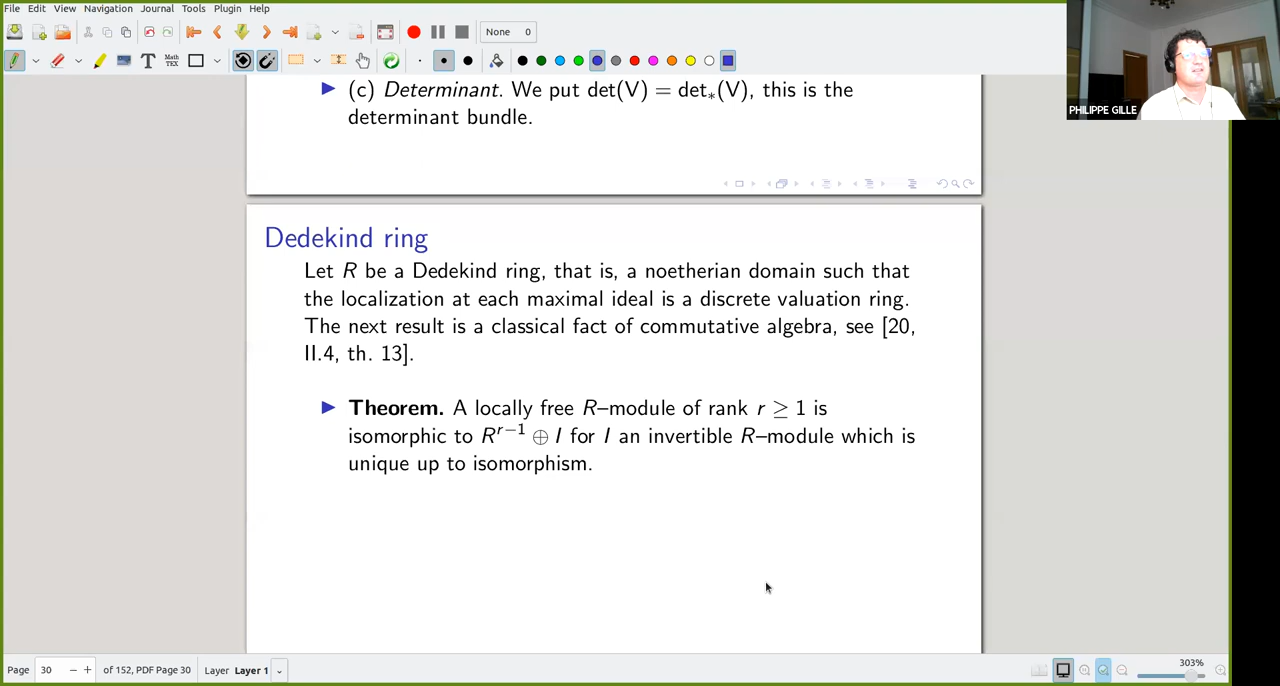 File Edit View Navigation Journal Tools Plugin Help
None 0
T Math TEX
PHILIPPE GILLE
▶ (c) Determinant. We put det(V) = det∗(V), this is the
determinant bundle.
Dedekind ring
Let R be a Dedekind ring, that is, a noetherian domain such that
the localization at each maximal ideal is a discrete valuation ring.
The next result is a classical fact of commutative algebra, see [20,
II.4, th. 13].
▶ Theorem. A locally free R–module of rank r ≥ 1 is
isomorphic to R^{r−1} ⊕ I for I an invertible R–module which is
unique up to isomorphism.
Page 30 − + of 152, PDF Page 30 Layer Layer 1 303%